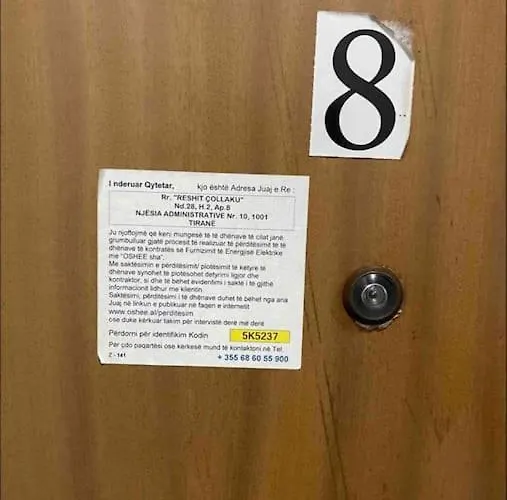 8
I nderuar Qytetar, kjo është Adresa Juaj e Re :
Rr. "RESHIT ÇOLLAKU"
Nd.28, H.2, Ap.8
NJËSIA ADMINISTRATIVE Nr. 10, 1001
TIRANË
Ju njoftojmë që keni mungesë të të dhënave të cilat janë
grumbulluar gjatë procesit të realizuar të përditësimit të të
dhënave të kontratës së Furnizimit të Energjisë Elektrike
me "OSHEE sha".
Me saktësimin e përditësimit/ plotësimit të këtyre të
dhënave synohet të plotësohet detyrimi ligjor dhe
kontraktor, si dhe të bëhet evidentimi i saktë i të gjithë
informacionit lidhur me klientin.
Saktësimi, përditësimi i të dhënave duhet të bëhet nga ana
Juaj në linkun e publikuar në faqen e internetit
www.oshee.al/perditesim
ose duke kërkuar takim për intervistë derë më derë
Përdorni për identifikim Kodin 5K5237
Për çdo paqartësi ose kërkesë mund të kontaktoni në Tel.
Z - 141 + 355 68 60 55 900